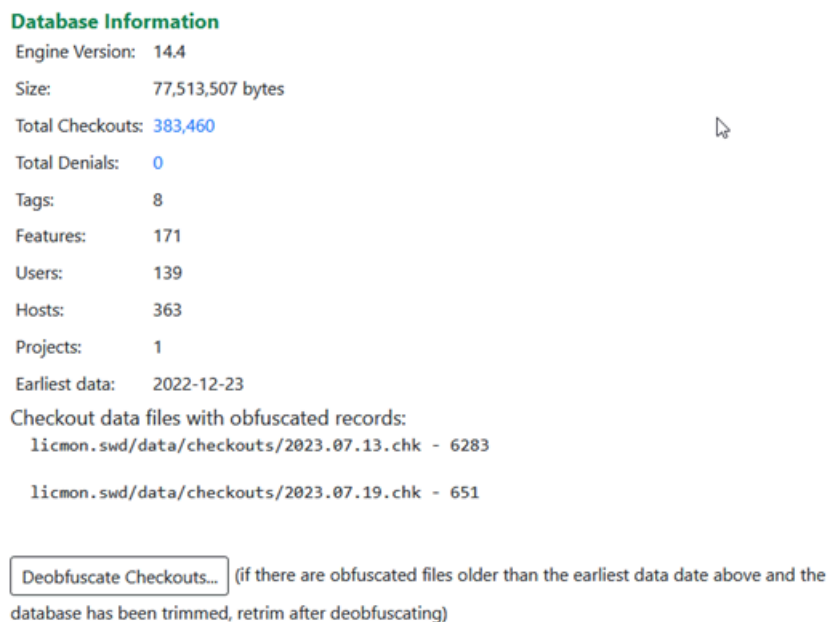 Database Information
Engine Version: 14.4
Size: 77,513,507 bytes
Total Checkouts: 383,460
Total Denials: 0
Tags: 8
Features: 171
Users: 139
Hosts: 363
Projects: 1
Earliest data: 2022-12-23
Checkout data files with obfuscated records:
licmon.swd/data/checkouts/2023.07.13.chk - 6283
licmon.swd/data/checkouts/2023.07.19.chk - 651
Deobfuscate Checkouts... (if there are obfuscated files older than the earliest data date above and the
database has been trimmed, retrim after deobfuscating)